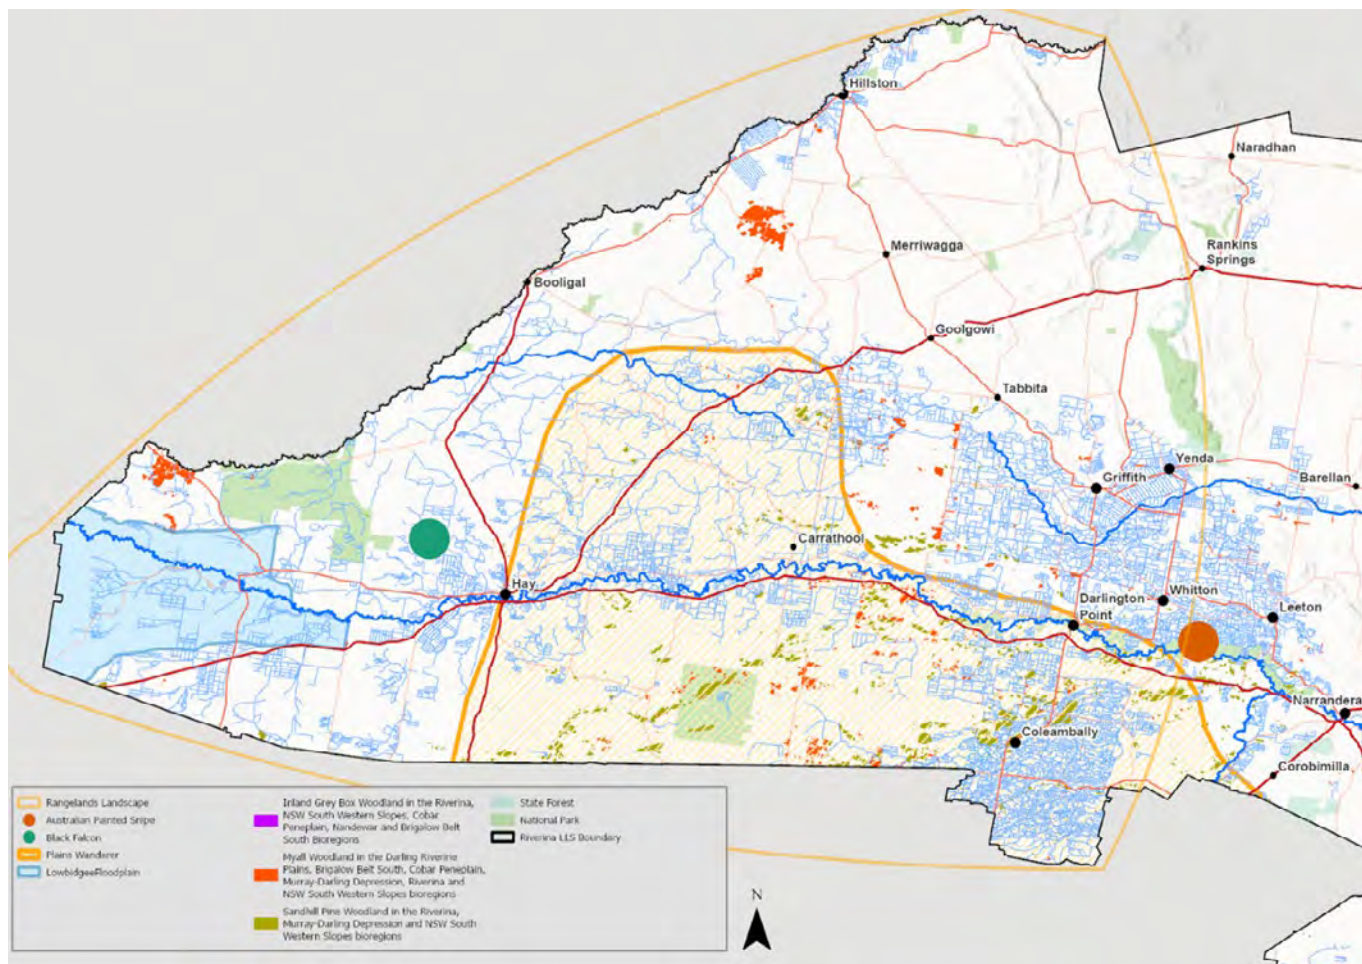 Hillston
Naradhan
Merriwagga
Rankins
Springs
Booligal
Goolgowi
Tabbita
Yenda
Griffith
Barellan
Carrathool
Hay
Darlington
Point
Whitton
Leeton
Narrandera
Coleambally
Corobimilla
Rangelands Landscape
Australian Painted Snipe
Black Falcon
Plains Wanderer
LowbidgeeFloodplain
Inland Grey Box Woodland in the Riverina,
NSW South Western Slopes, Cobar
Peneplain, Nandewar and Brigalow Belt
South Bioregions
Myall Woodland in the Darling Riverine
Plains, Brigalow Belt South, Cobar Peneplain,
Murray-Darling Depression, Riverina and
NSW South Western Slopes bioregions
Sandhill Pine Woodland in the Riverina,
Murray-Darling Depression and NSW South
Western Slopes bioregions
State Forest
National Park
Riverina LLS Boundary
N